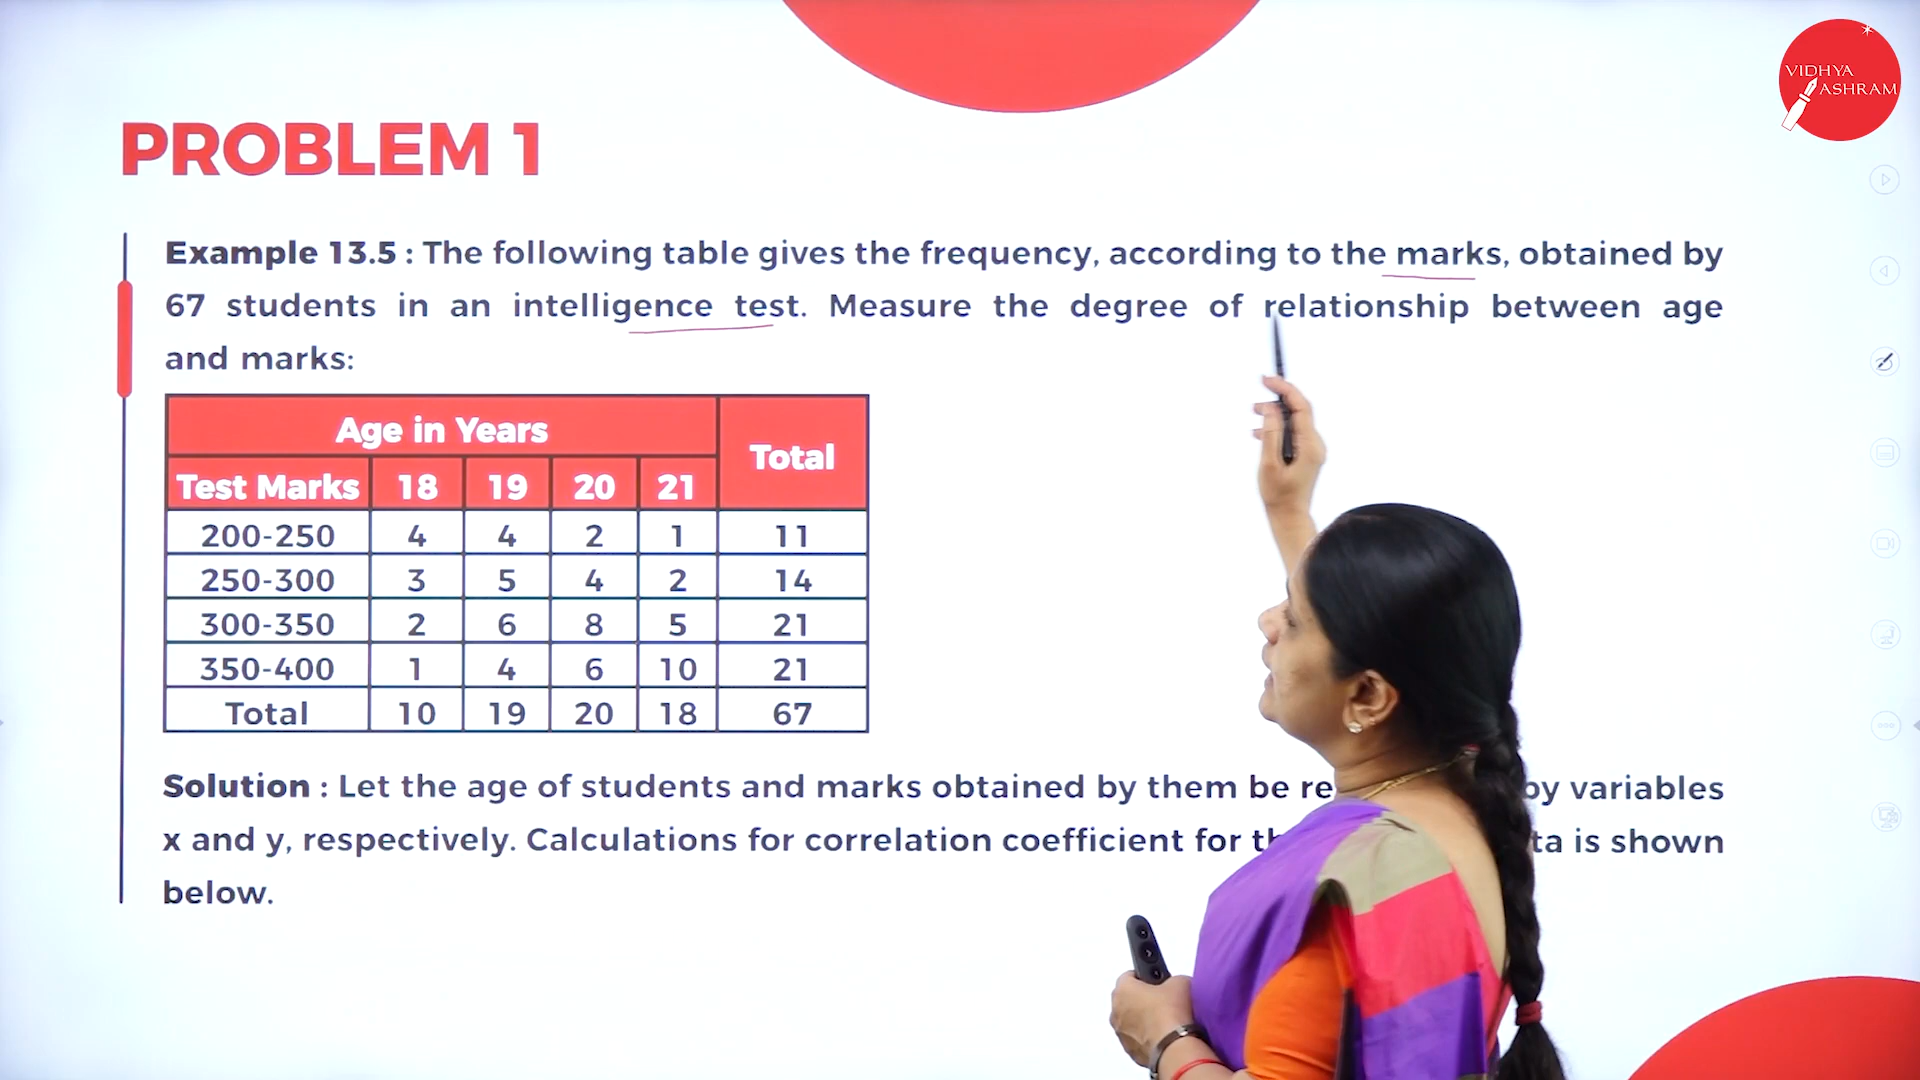 VIDHYA
ASHRAM
PROBLEM 1
Example 13.5 : The following table gives the frequency, according to the marks, obtained by
67 students in an intelligence test. Measure the degree of relationship between age
and marks:
Age in Years Total
Test Marks 18 19 20 21
200-250 4 4 2 1 11
250-300 3 5 4 2 14
300-350 2 6 8 5 21
350-400 1 4 6 10 21
Total 10 19 20 18 67
Solution : Let the age of students and marks obtained by them be by variables
x and y, respectively. Calculations for correlation coefficient for is shown
below.